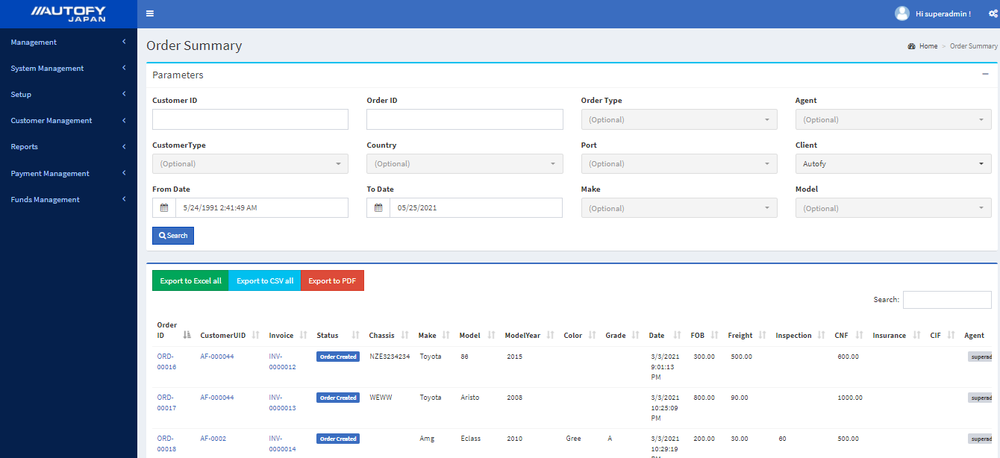 //AUTOFY
JAPAN
Hi superadmin !
Management
System Management
Setup
Customer Management
Reports
Payment Management
Funds Management
Order Summary
Home > Order Summary
Parameters
Customer ID Order ID Order Type Agent
(Optional) (Optional)
CustomerType Country Port Client
(Optional) (Optional) (Optional) Autofy
From Date To Date Make Model
5/24/1991 2:41:49 AM 05/25/2021 (Optional) (Optional)
Search
Export to Excel all Export to CSV all Export to PDF
Search:
Order
ID CustomerUID Invoice Status Chassis Make Model ModelYear Color Grade Date FOB Freight Inspection CNF Insurance CIF Agent
ORD- AF-000044 INV- Order Created NZE3234234 Toyota 86 2015 3/3/2021 300.00 500.00 600.00 superad
00016 0000012 9:01:13
PM
ORD- AF-000044 INV- Order Created WEWW Toyota Aristo 2008 3/3/2021 800.00 90.00 1000.00 superad
00017 0000013 10:25:09
PM
ORD- AF-0002 INV- Order Created Amg Eclass 2010 Gree A 3/3/2021 200.00 30.00 60 500.00 superad
00018 0000014 10:29:19